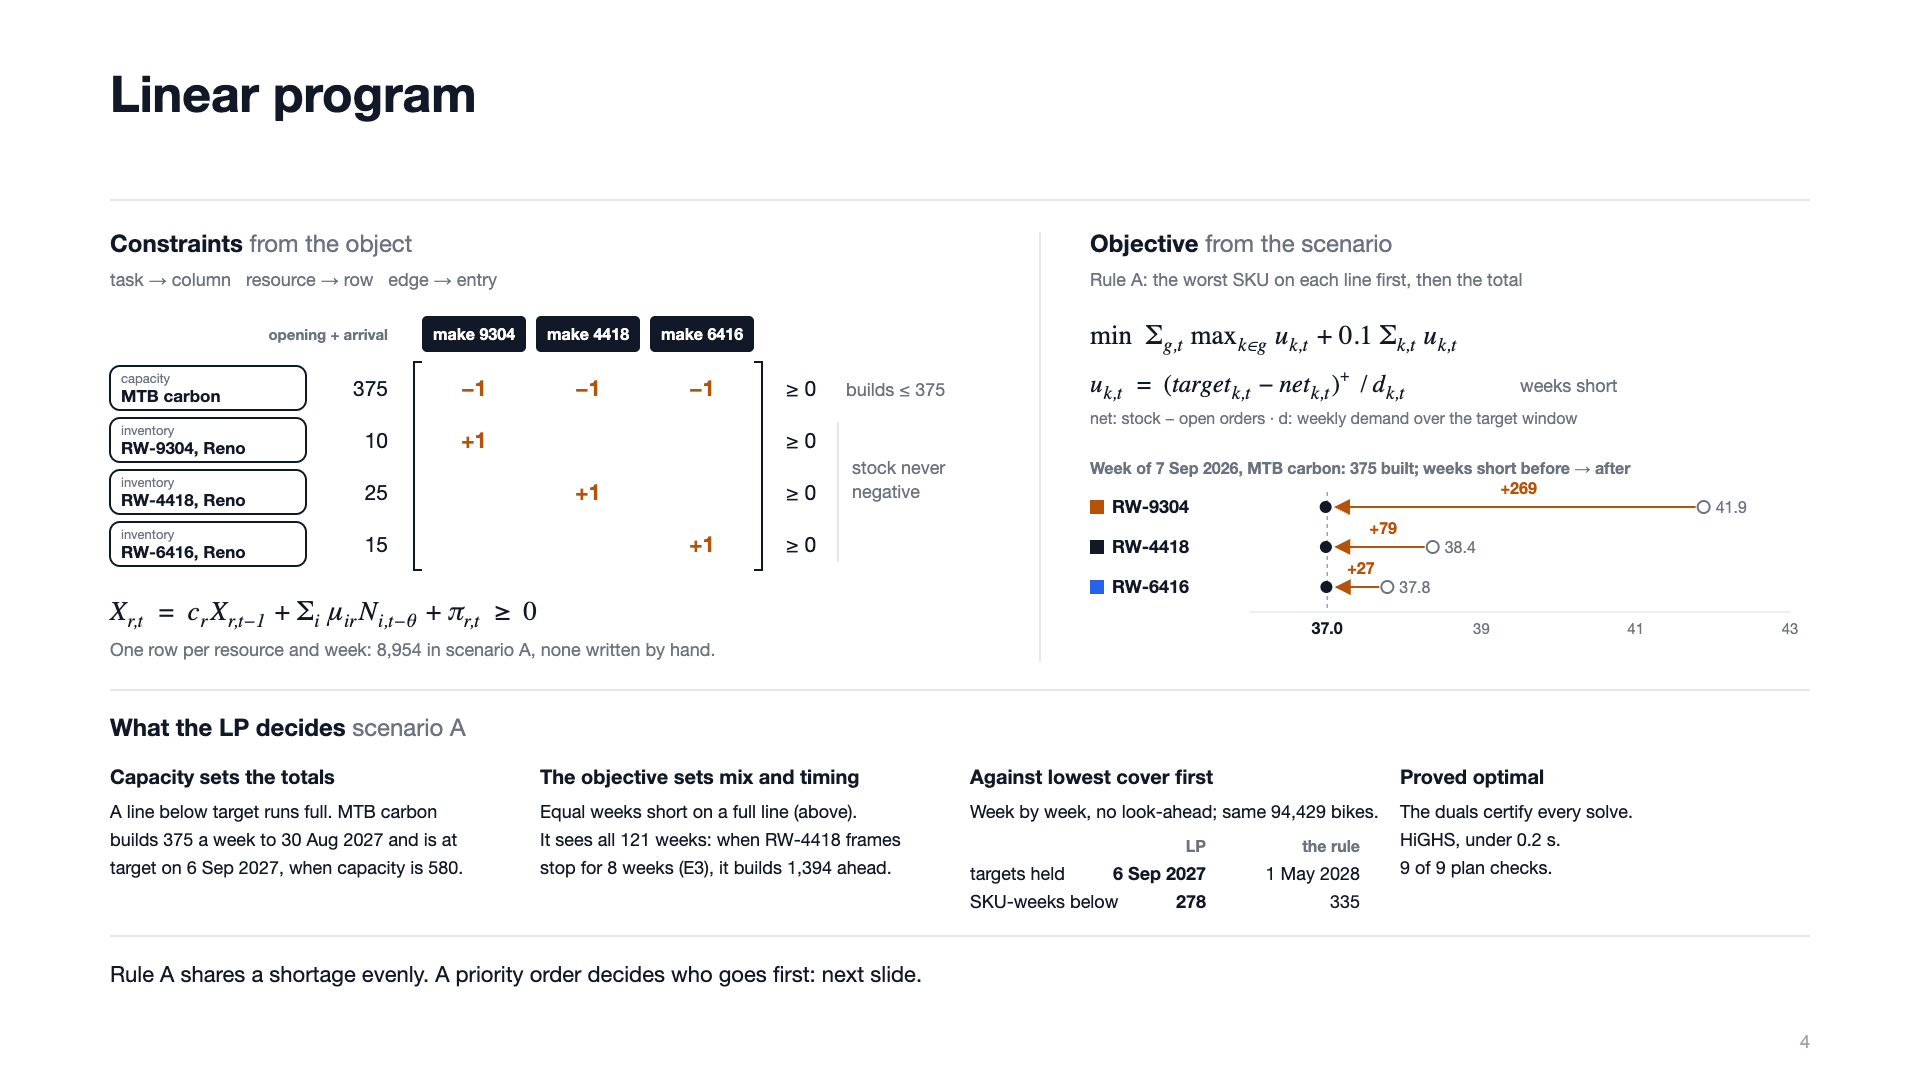 Linear program
Constraints from the object
task → column resource → row edge → entry
opening + arrival make 9304 make 4418 make 6416
capacity
MTB carbon 375 −1 −1 −1 ≥ 0 builds ≤ 375
inventory
RW-9304, Reno 10 +1 ≥ 0
inventory
RW-4418, Reno 25 +1 ≥ 0
stock never
negative
inventory
RW-6416, Reno 15 +1 ≥ 0
X_{r,t} = c_r X_{r,t−1} + Σ_i μ_{ir} N_{i,t−θ} + π_{r,t} ≥ 0
One row per resource and week: 8,954 in scenario A, none written by hand.
Objective from the scenario
Rule A: the worst SKU on each line first, then the total
min Σ_{g,t} max_{k∈g} u_{k,t} + 0.1 Σ_{k,t} u_{k,t}
u_{k,t} = (target_{k,t} − net_{k,t})^+ / d_{k,t} weeks short
net: stock − open orders · d: weekly demand over the target window
Week of 7 Sep 2026, MTB carbon: 375 built; weeks short before → after
+269
RW-9304 41.9
+79
RW-4418 38.4
+27
RW-6416 37.8
37.0 39 41 43
What the LP decides scenario A
Capacity sets the totals
A line below target runs full. MTB carbon
builds 375 a week to 30 Aug 2027 and is at
target on 6 Sep 2027, when capacity is 580.
The objective sets mix and timing
Equal weeks short on a full line (above).
It sees all 121 weeks: when RW-4418 frames
stop for 8 weeks (E3), it builds 1,394 ahead.
Against lowest cover first
Week by week, no look-ahead; same 94,429 bikes.
LP the rule
targets held 6 Sep 2027 1 May 2028
SKU-weeks below 278 335
Proved optimal
The duals certify every solve.
HiGHS, under 0.2 s.
9 of 9 plan checks.
Rule A shares a shortage evenly. A priority order decides who goes first: next slide.
4